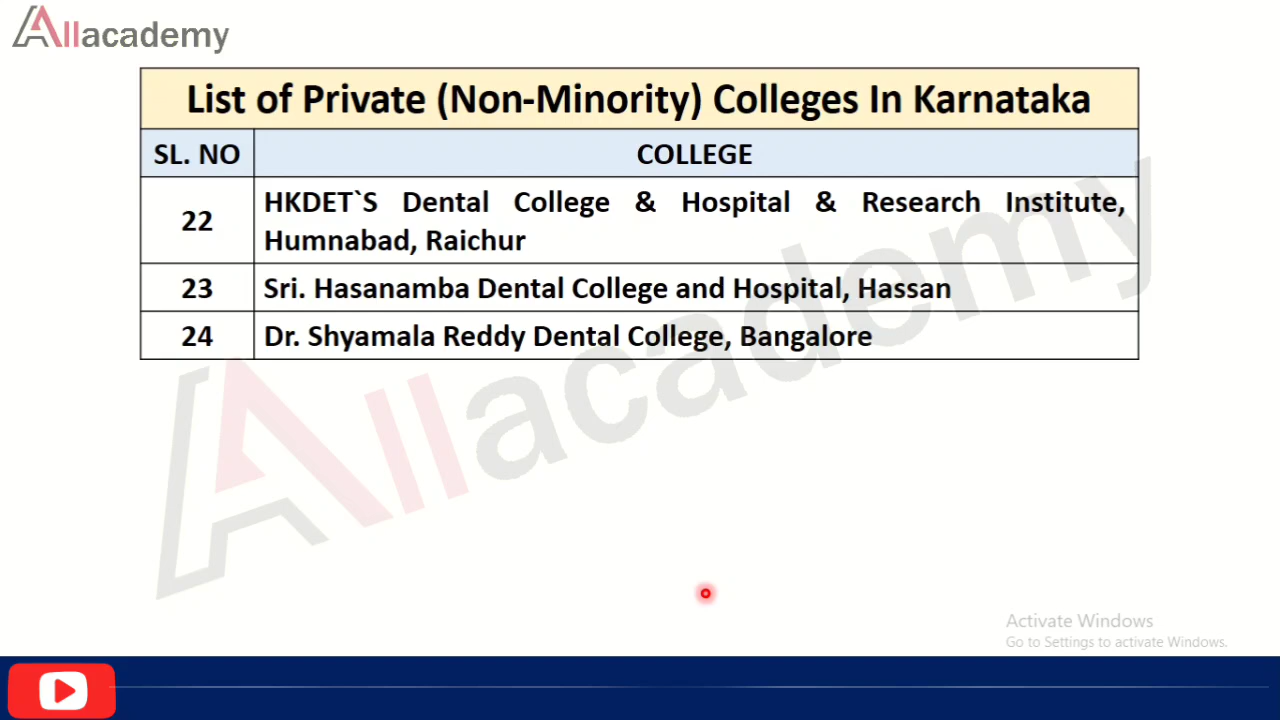 Allacademy
List of Private (Non-Minority) Colleges In Karnataka
SL. NO COLLEGE
22 HKDET`S Dental College & Hospital & Research Institute,
Humnabad, Raichur
23 Sri. Hasanamba Dental College and Hospital, Hassan
24 Dr. Shyamala Reddy Dental College, Bangalore
Allacademy
Activate Windows
Go to Settings to activate Windows.